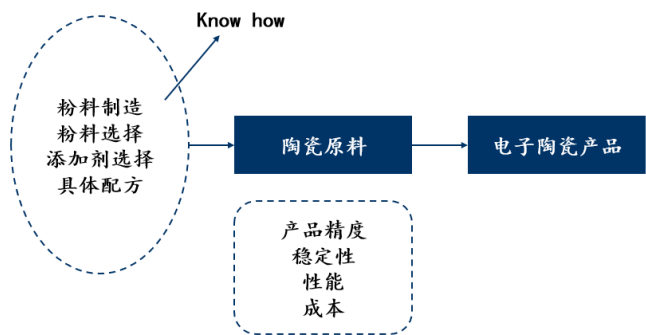 Know how
粉料制造
粉料选择
添加剂选择
具体配方
陶瓷原料
电子陶瓷产品
产品精度
稳定性
性能
成本